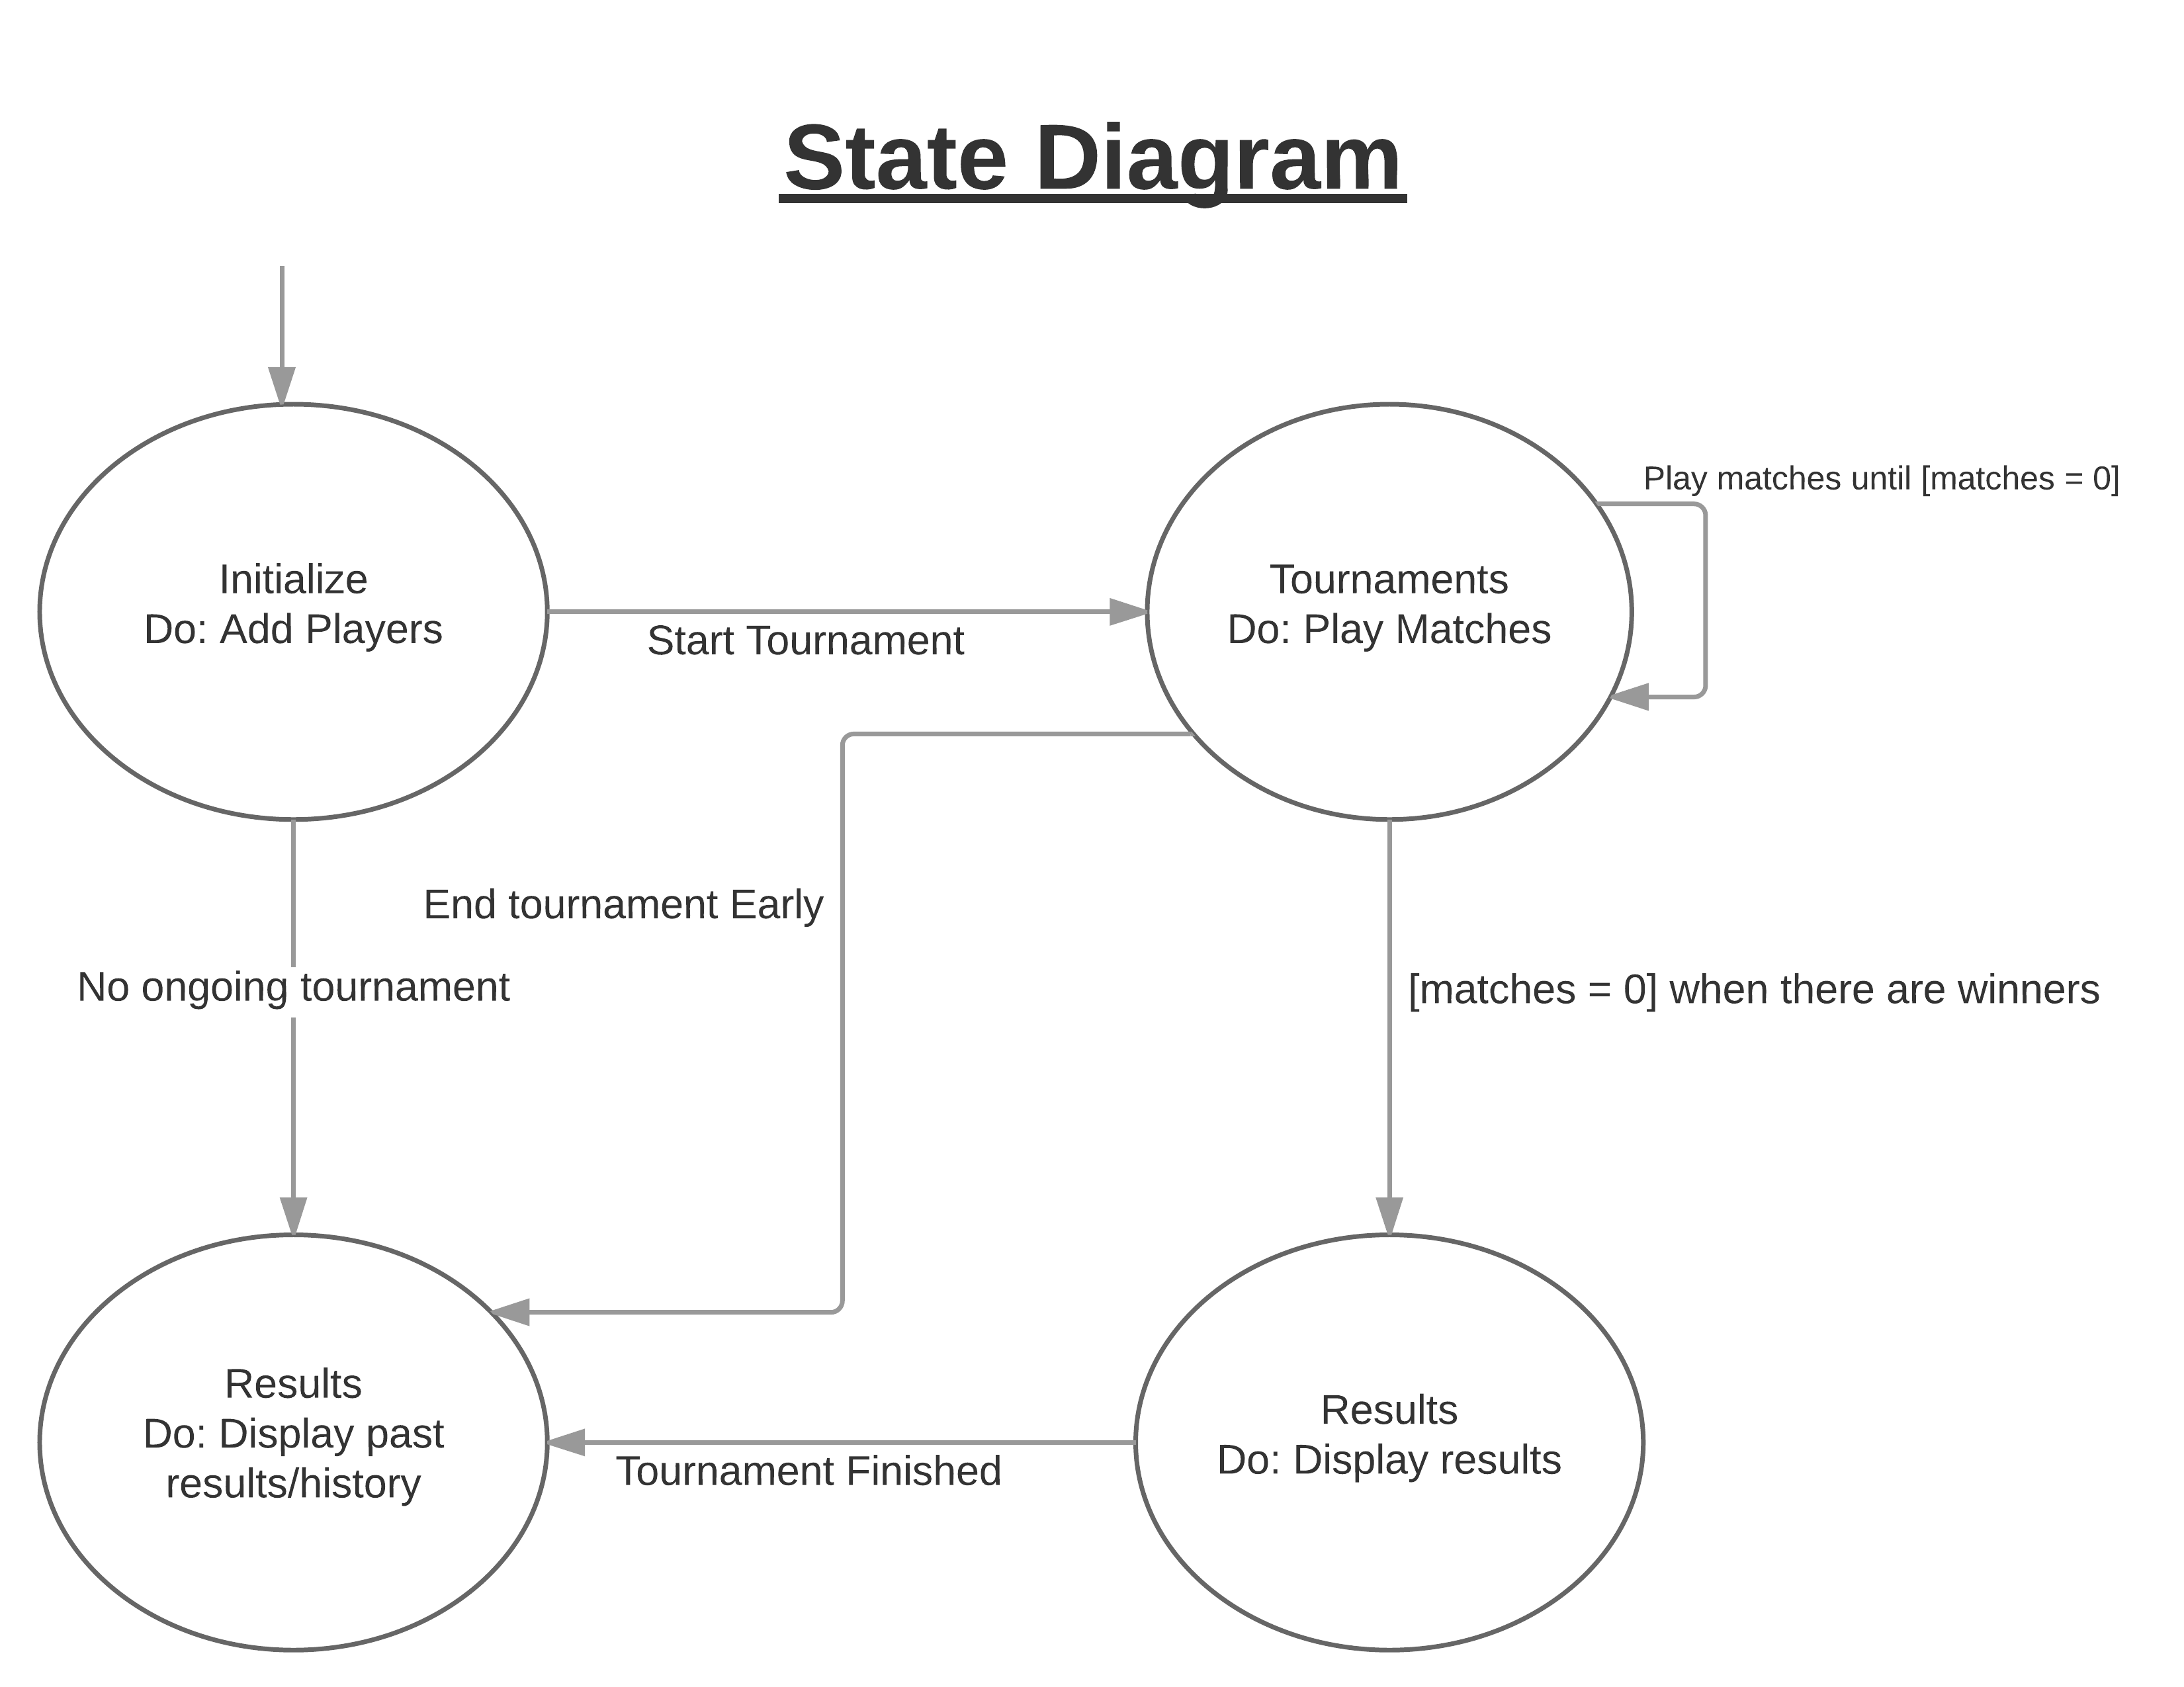 State Diagram
Play matches until [matches = 0]
Initialize
Do: Add Players
Start Tournament
Tournaments
Do: Play Matches
End tournament Early
No ongoing tournament
[matches = 0] when there are winners
Results
Do: Display past
results/history
Tournament Finished
Results
Do: Display results